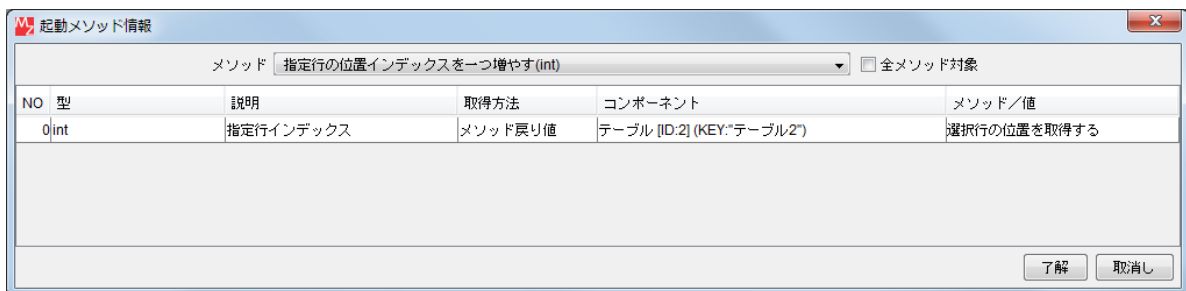 起動メソッド情報
メソッド 指定行の位置インデックスを一つ増やす(int) 全メソッド対象
NO 型 説明 取得方法 コンポーネント メソッド／値
0 int 指定行インデックス メソッド戻り値 テーブル [ID:2] (KEY:"テーブル2") 選択行の位置を取得する
了解 取消し